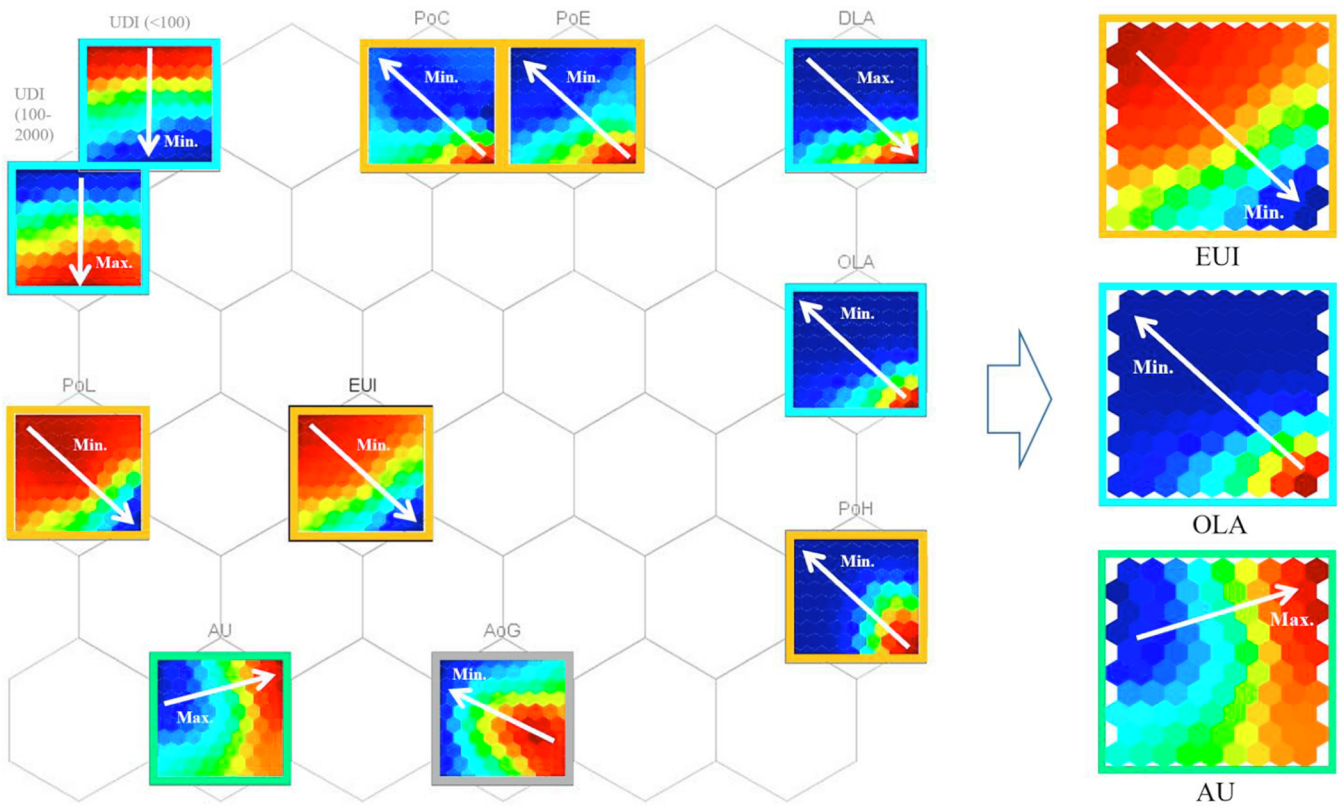 UDI (<100)
PoC
PoE
DLA
UDI
(100-
2000)
Min.
Min.
Min.
Max.
Max.
Min.
EUI
OLA
Min.
PoL
EUI
Min.
Min.
Min.
OLA
PoH
Min.
AU
AoG
Min.
Max.
Max.
AU